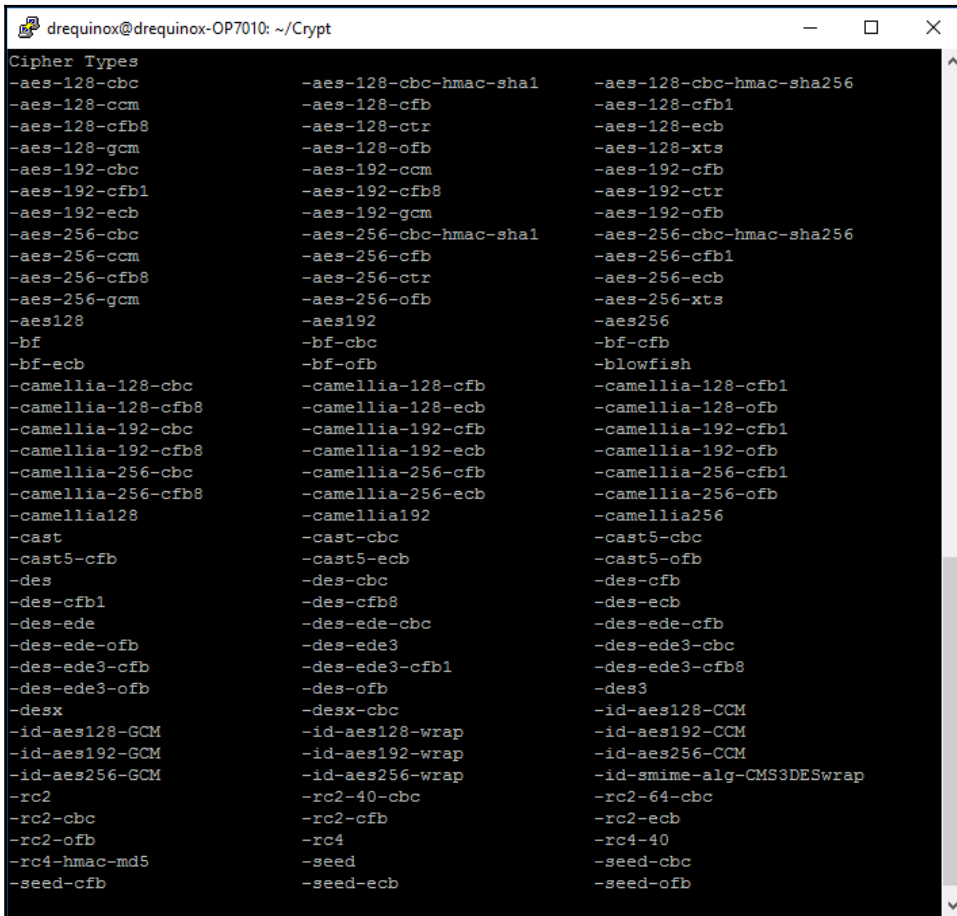 drequinox@drequinox-OP7010: ~/Crypt
Cipher Types
-aes-128-cbc -aes-128-cbc-hmac-sha1 -aes-128-cbc-hmac-sha256
-aes-128-ccm -aes-128-cfb -aes-128-cfb1
-aes-128-cfb8 -aes-128-ctr -aes-128-ecb
-aes-128-gcm -aes-128-ofb -aes-128-xts
-aes-192-cbc -aes-192-ccm -aes-192-cfb
-aes-192-cfb1 -aes-192-cfb8 -aes-192-ctr
-aes-192-ecb -aes-192-gcm -aes-192-ofb
-aes-256-cbc -aes-256-cbc-hmac-sha1 -aes-256-cbc-hmac-sha256
-aes-256-ccm -aes-256-cfb -aes-256-cfb1
-aes-256-cfb8 -aes-256-ctr -aes-256-ecb
-aes-256-gcm -aes-256-ofb -aes-256-xts
-aes128 -aes192 -aes256
-bf -bf-cbc -bf-cfb
-bf-ecb -bf-ofb -blowfish
-camellia-128-cbc -camellia-128-cfb -camellia-128-cfb1
-camellia-128-cfb8 -camellia-128-ecb -camellia-128-ofb
-camellia-192-cbc -camellia-192-cfb -camellia-192-cfb1
-camellia-192-cfb8 -camellia-192-ecb -camellia-192-ofb
-camellia-256-cbc -camellia-256-cfb -camellia-256-cfb1
-camellia-256-cfb8 -camellia-256-ecb -camellia-256-ofb
-camellia128 -camellia192 -camellia256
-cast -cast-cbc -cast5-cbc
-cast5-cfb -cast5-ecb -cast5-ofb
-des -des-cbc -des-cfb
-des-cfb1 -des-cfb8 -des-ecb
-des-ede -des-ede-cbc -des-ede-cfb
-des-ede-ofb -des-ede3 -des-ede3-cbc
-des-ede3-cfb -des-ede3-cfb1 -des-ede3-cfb8
-des-ede3-ofb -des-ofb -des3
-desx -desx-cbc -id-aes128-CCM
-id-aes128-GCM -id-aes128-wrap -id-aes192-CCM
-id-aes192-GCM -id-aes192-wrap -id-aes256-CCM
-id-aes256-GCM -id-aes256-wrap -id-smime-alg-CMS3DESwrap
-rc2 -rc2-40-cbc -rc2-64-cbc
-rc2-cbc -rc2-cfb -rc2-ecb
-rc2-ofb -rc4 -rc4-40
-rc4-hmac-md5 -seed -seed-cbc
-seed-cfb -seed-ecb -seed-ofb